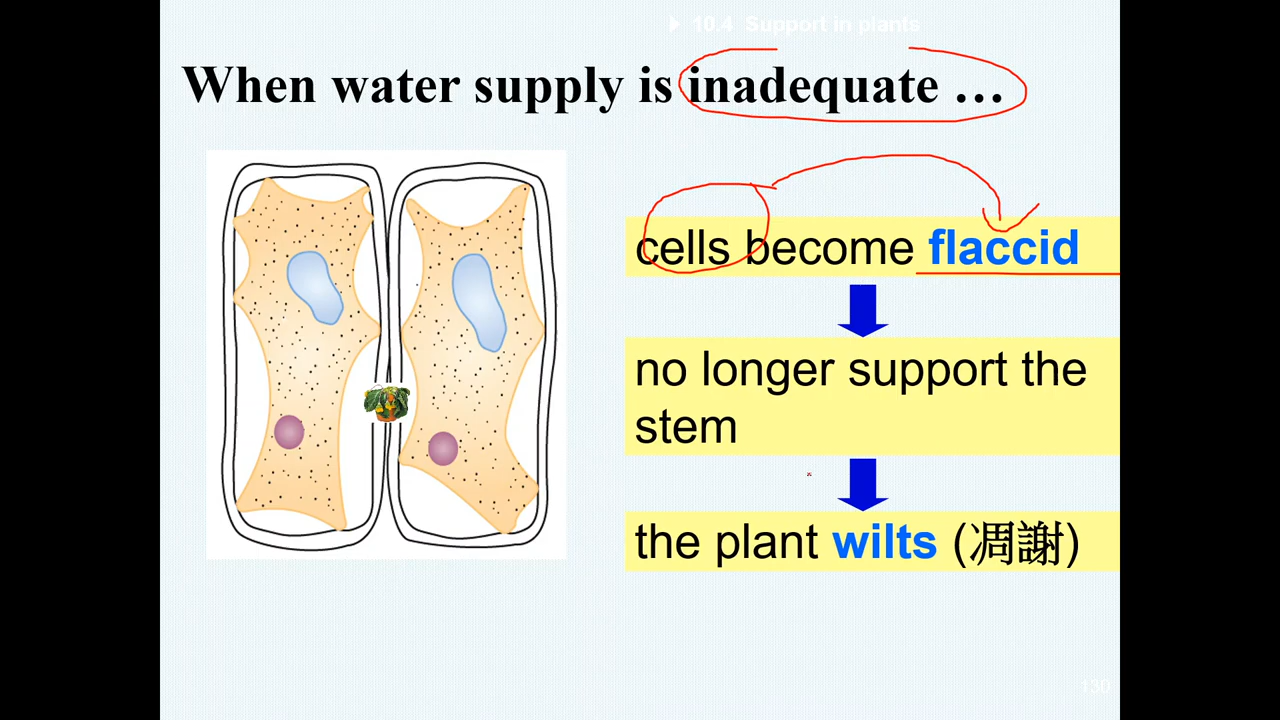 10.4 Support in plants
When water supply is inadequate …
cells become flaccid
no longer support the
stem
the plant wilts (凋謝)
130